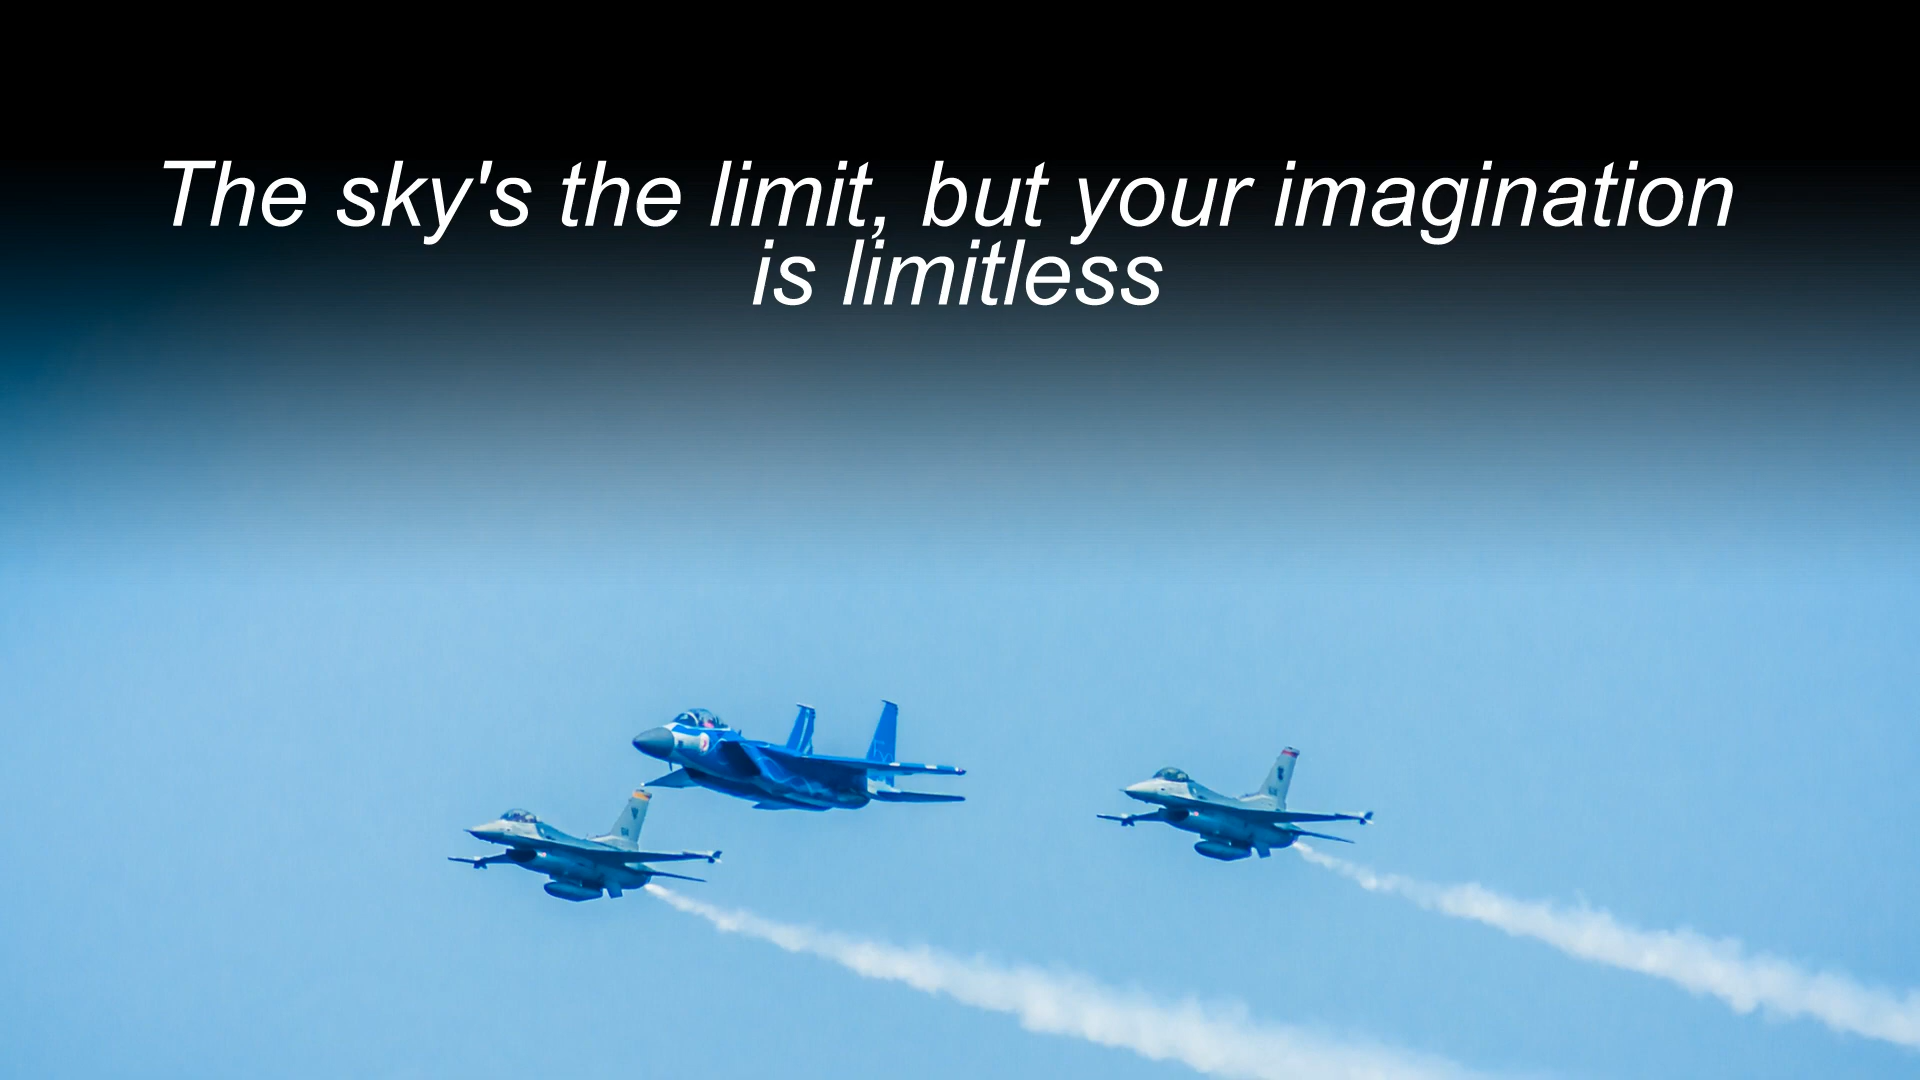 The sky's the limit, but your imagination
is limitless